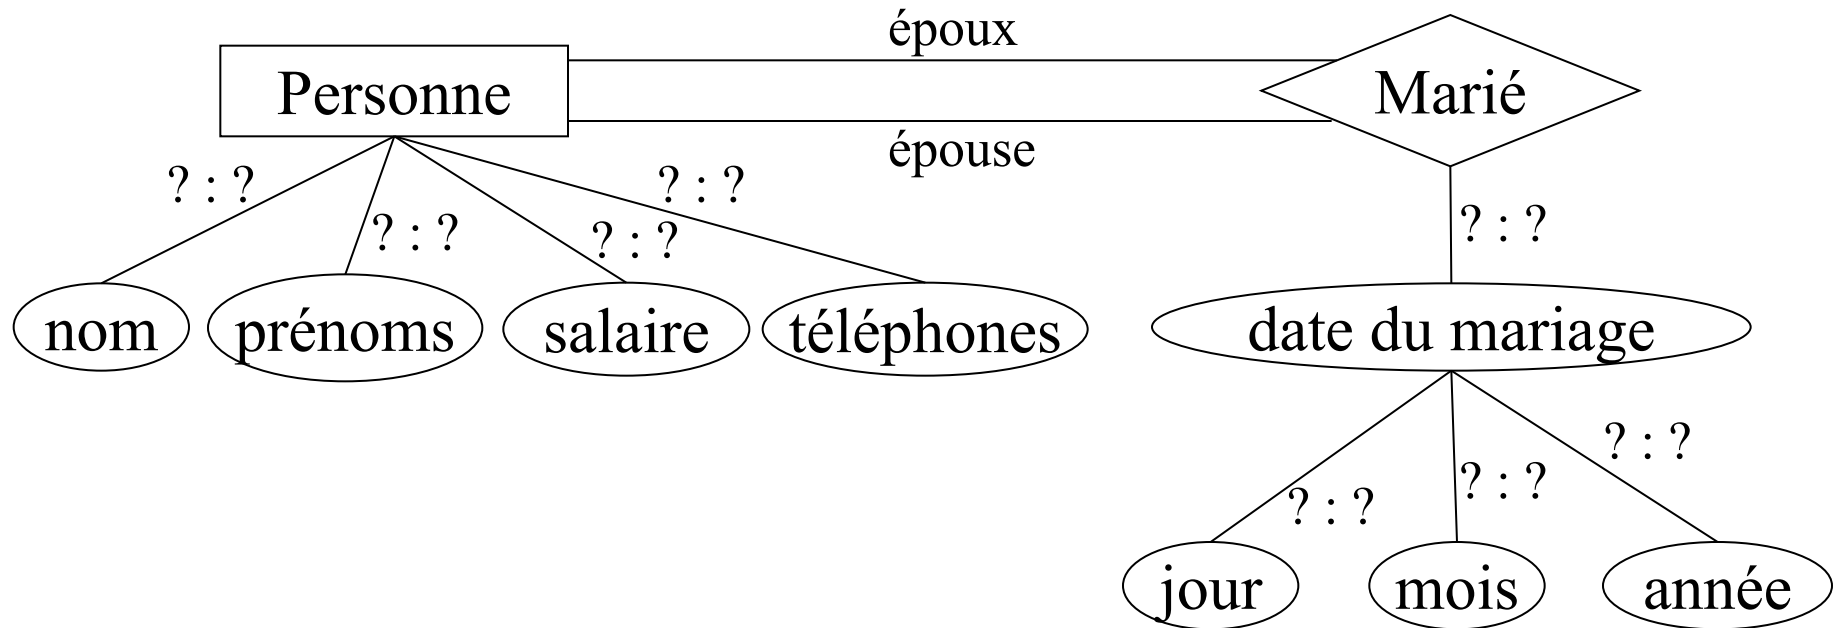 époux
Personne
Marié
épouse
? : ?
? : ?
? : ?
? : ?
? : ?
nom
prénoms
salaire
téléphones
date du mariage
? : ?
? : ?
? : ?
jour
mois
année